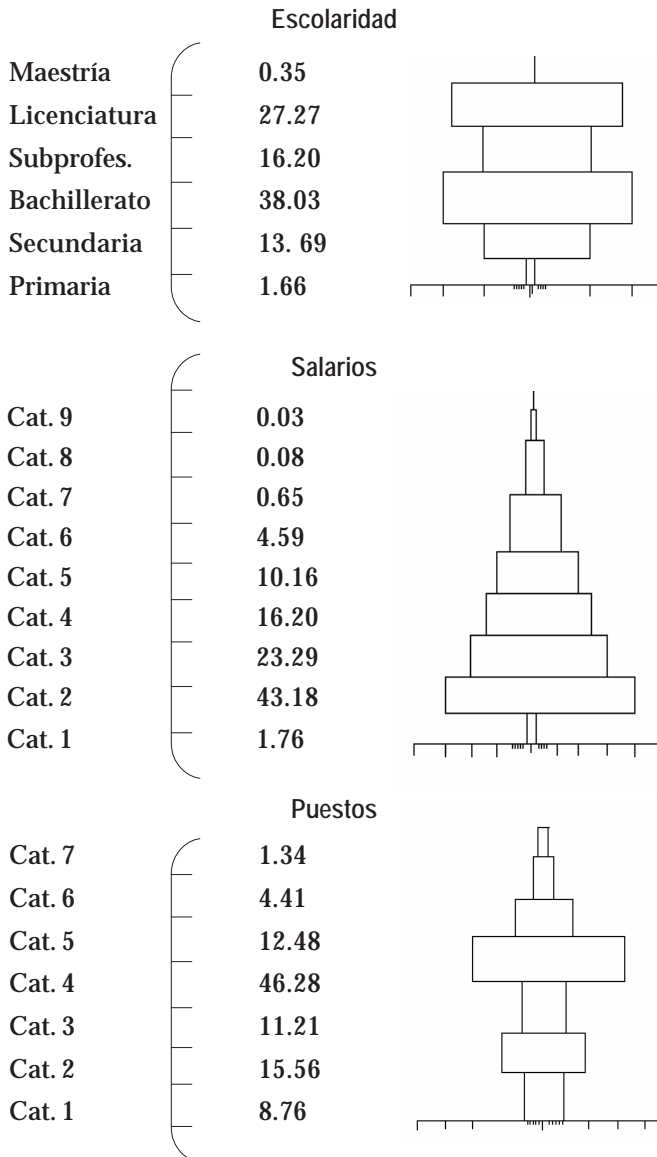 Escolaridad
Maestría 0.35
Licenciatura 27.27
Subprofes. 16.20
Bachillerato 38.03
Secundaria 13. 69
Primaria 1.66
Salarios
Cat. 9 0.03
Cat. 8 0.08
Cat. 7 0.65
Cat. 6 4.59
Cat. 5 10.16
Cat. 4 16.20
Cat. 3 23.29
Cat. 2 43.18
Cat. 1 1.76
Puestos
Cat. 7 1.34
Cat. 6 4.41
Cat. 5 12.48
Cat. 4 46.28
Cat. 3 11.21
Cat. 2 15.56
Cat. 1 8.76